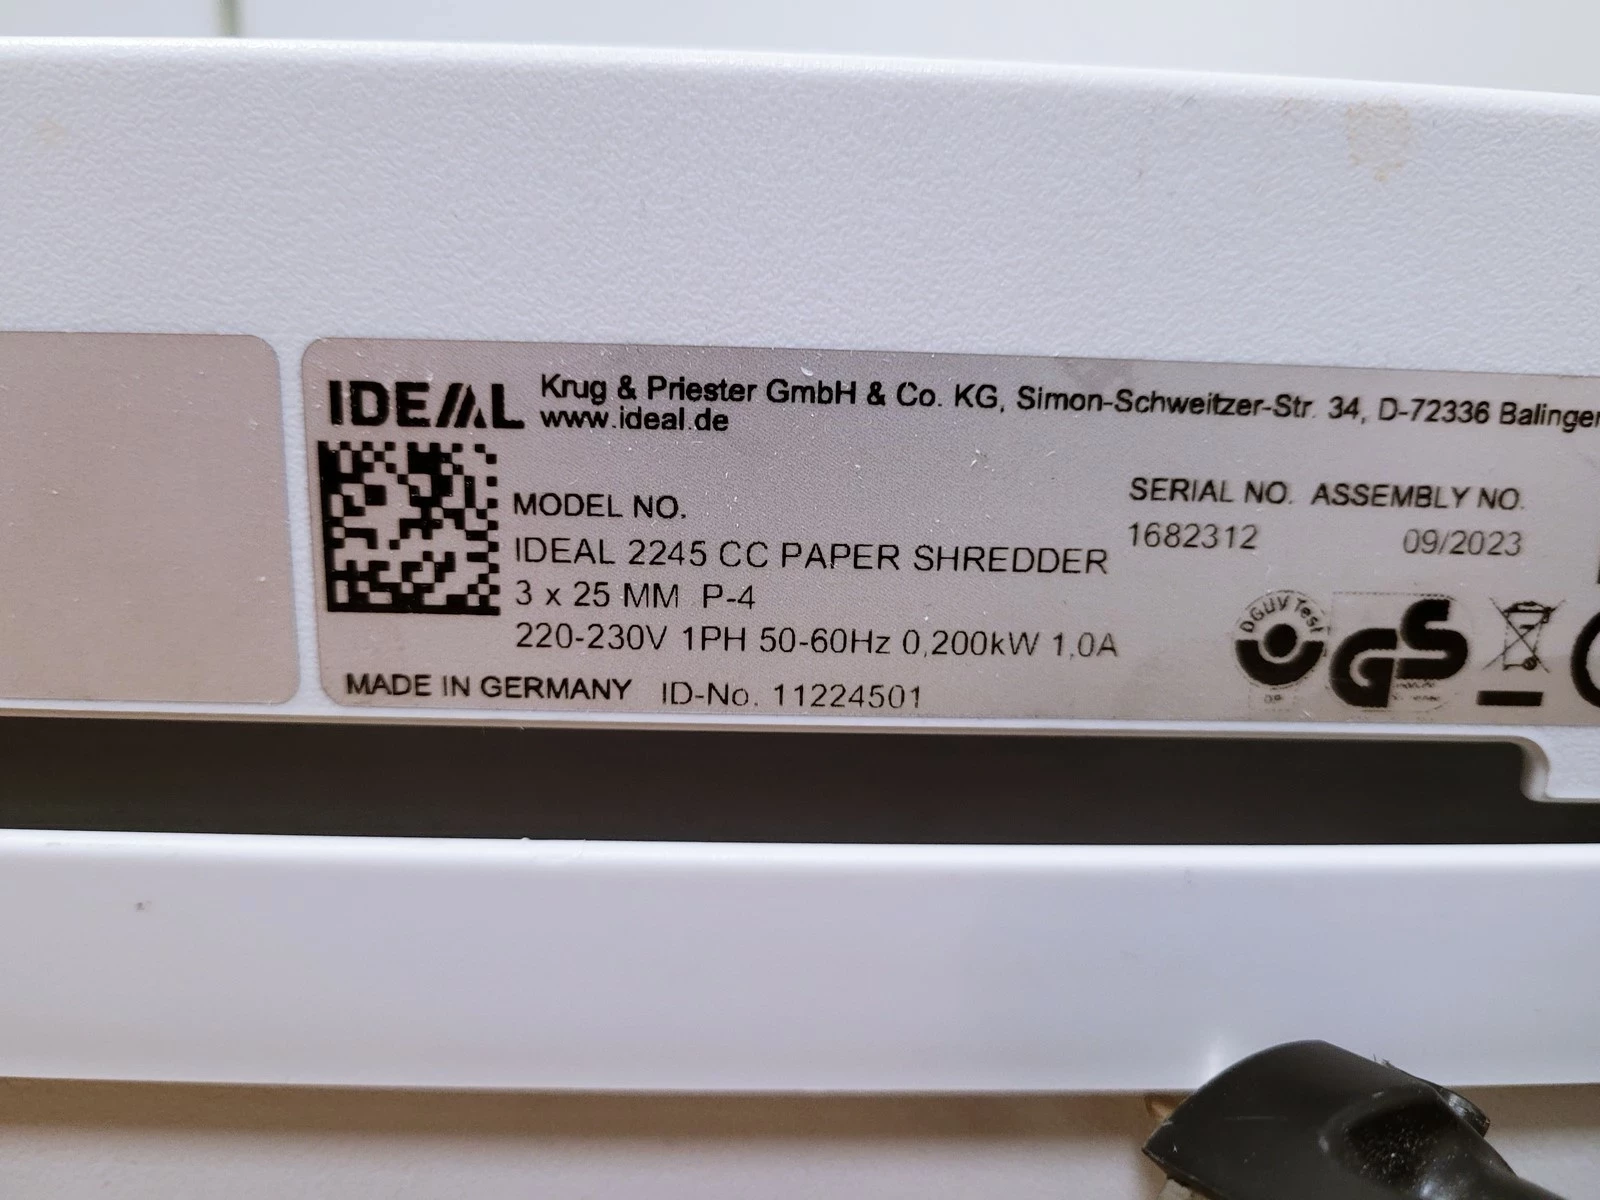 IDEAL Krug & Priester GmbH & Co. KG, Simon-Schweitzer-Str. 34, D-72336 Balingen
www.ideal.de
MODEL NO.
IDEAL 2245 CC PAPER SHREDDER
3 x 25 MM P-4
220-230V 1PH 50-60Hz 0,200kW 1,0A
MADE IN GERMANY ID-No. 11224501
SERIAL NO. ASSEMBLY NO.
1682312 09/2023
DGUV Test
GS